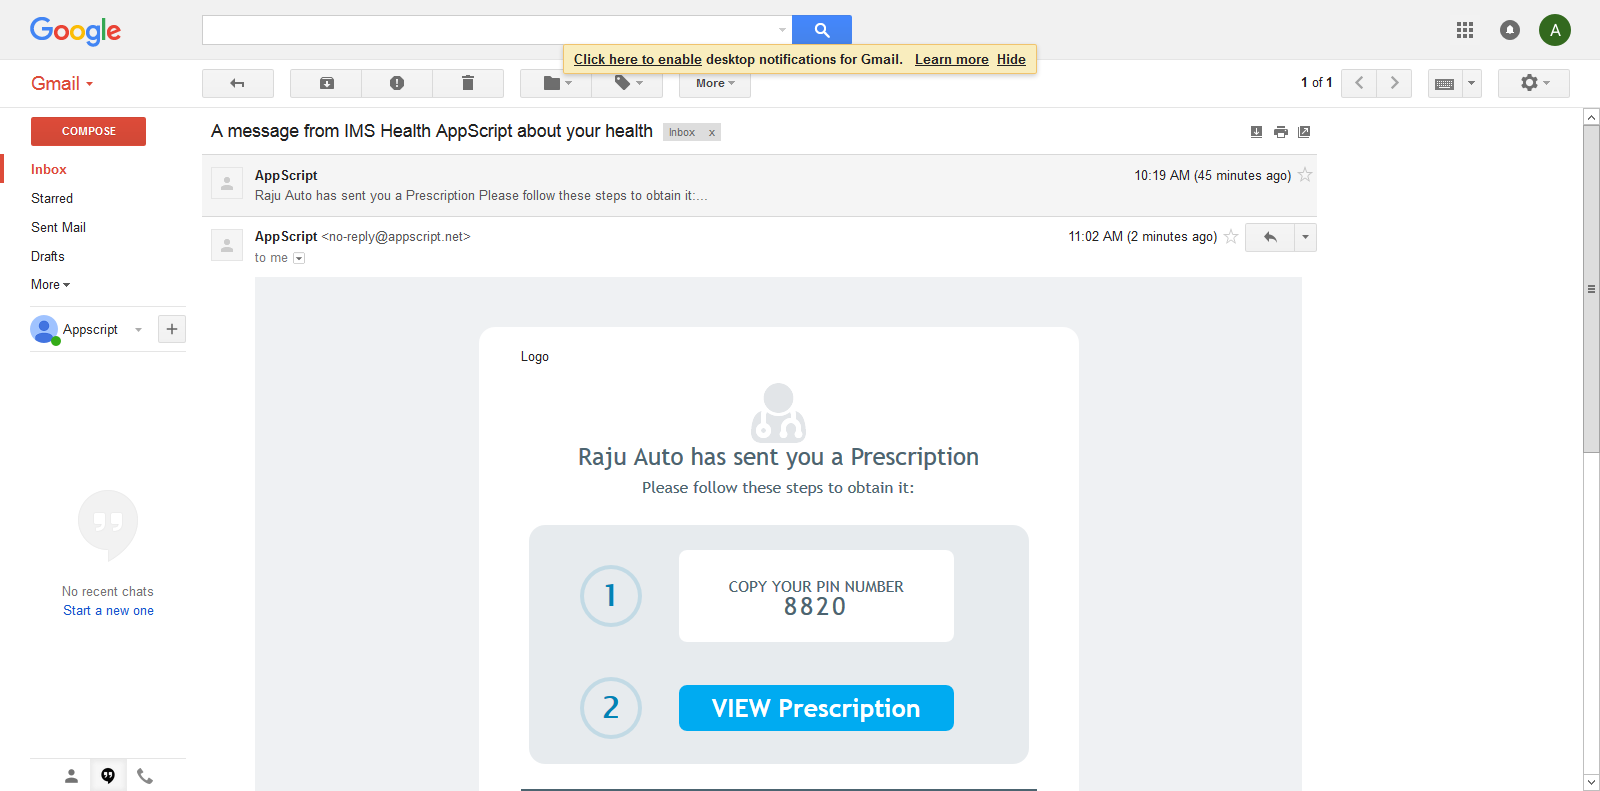 Google
A
Click here to enable desktop notifications for Gmail. Learn more Hide
Gmail
More
1 of 1
COMPOSE
A message from IMS Health AppScript about your health
Inbox x
Inbox
Starred
Sent Mail
Drafts
More
Appscript
AppScript
10:19 AM (45 minutes ago)
Raju Auto has sent you a Prescription Please follow these steps to obtain it:...
AppScript <no-reply@appscript.net>
11:02 AM (2 minutes ago)
to me
Logo
Raju Auto has sent you a Prescription
Please follow these steps to obtain it:
1
COPY YOUR PIN NUMBER
8820
2
VIEW Prescription
No recent chats
Start a new one